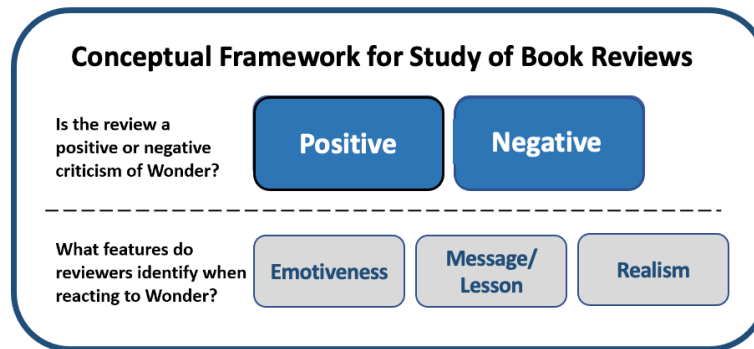 Conceptual Framework for Study of Book Reviews
Is the review a
positive or negative
criticism of Wonder?
Positive
Negative
What features do
reviewers identify when
reacting to Wonder?
Emotiveness
Message/
Lesson
Realism